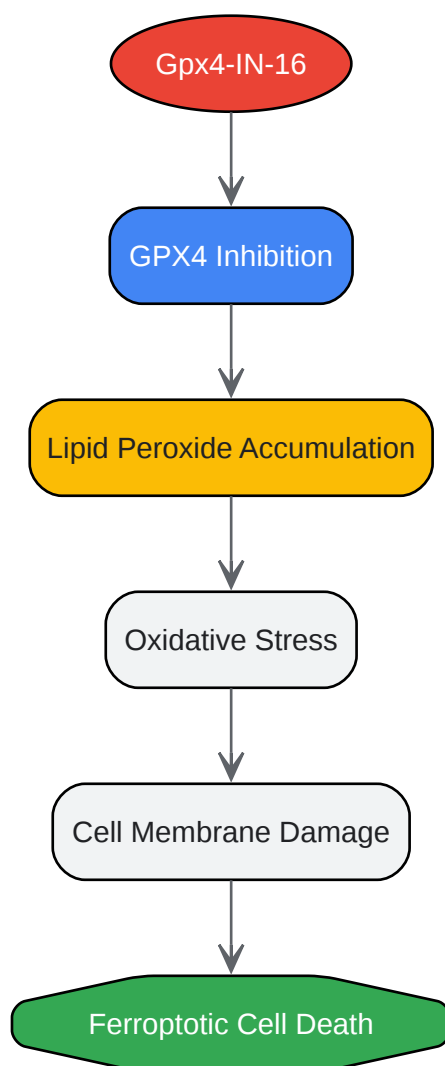 Gpx4-IN-16
GPX4 Inhibition
Lipid Peroxide Accumulation
Oxidative Stress
Cell Membrane Damage
Ferroptotic Cell Death